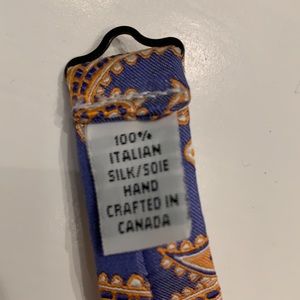 100%
ITALIAN
SILK/SOIE
HAND
CRAFTED IN
CANADA